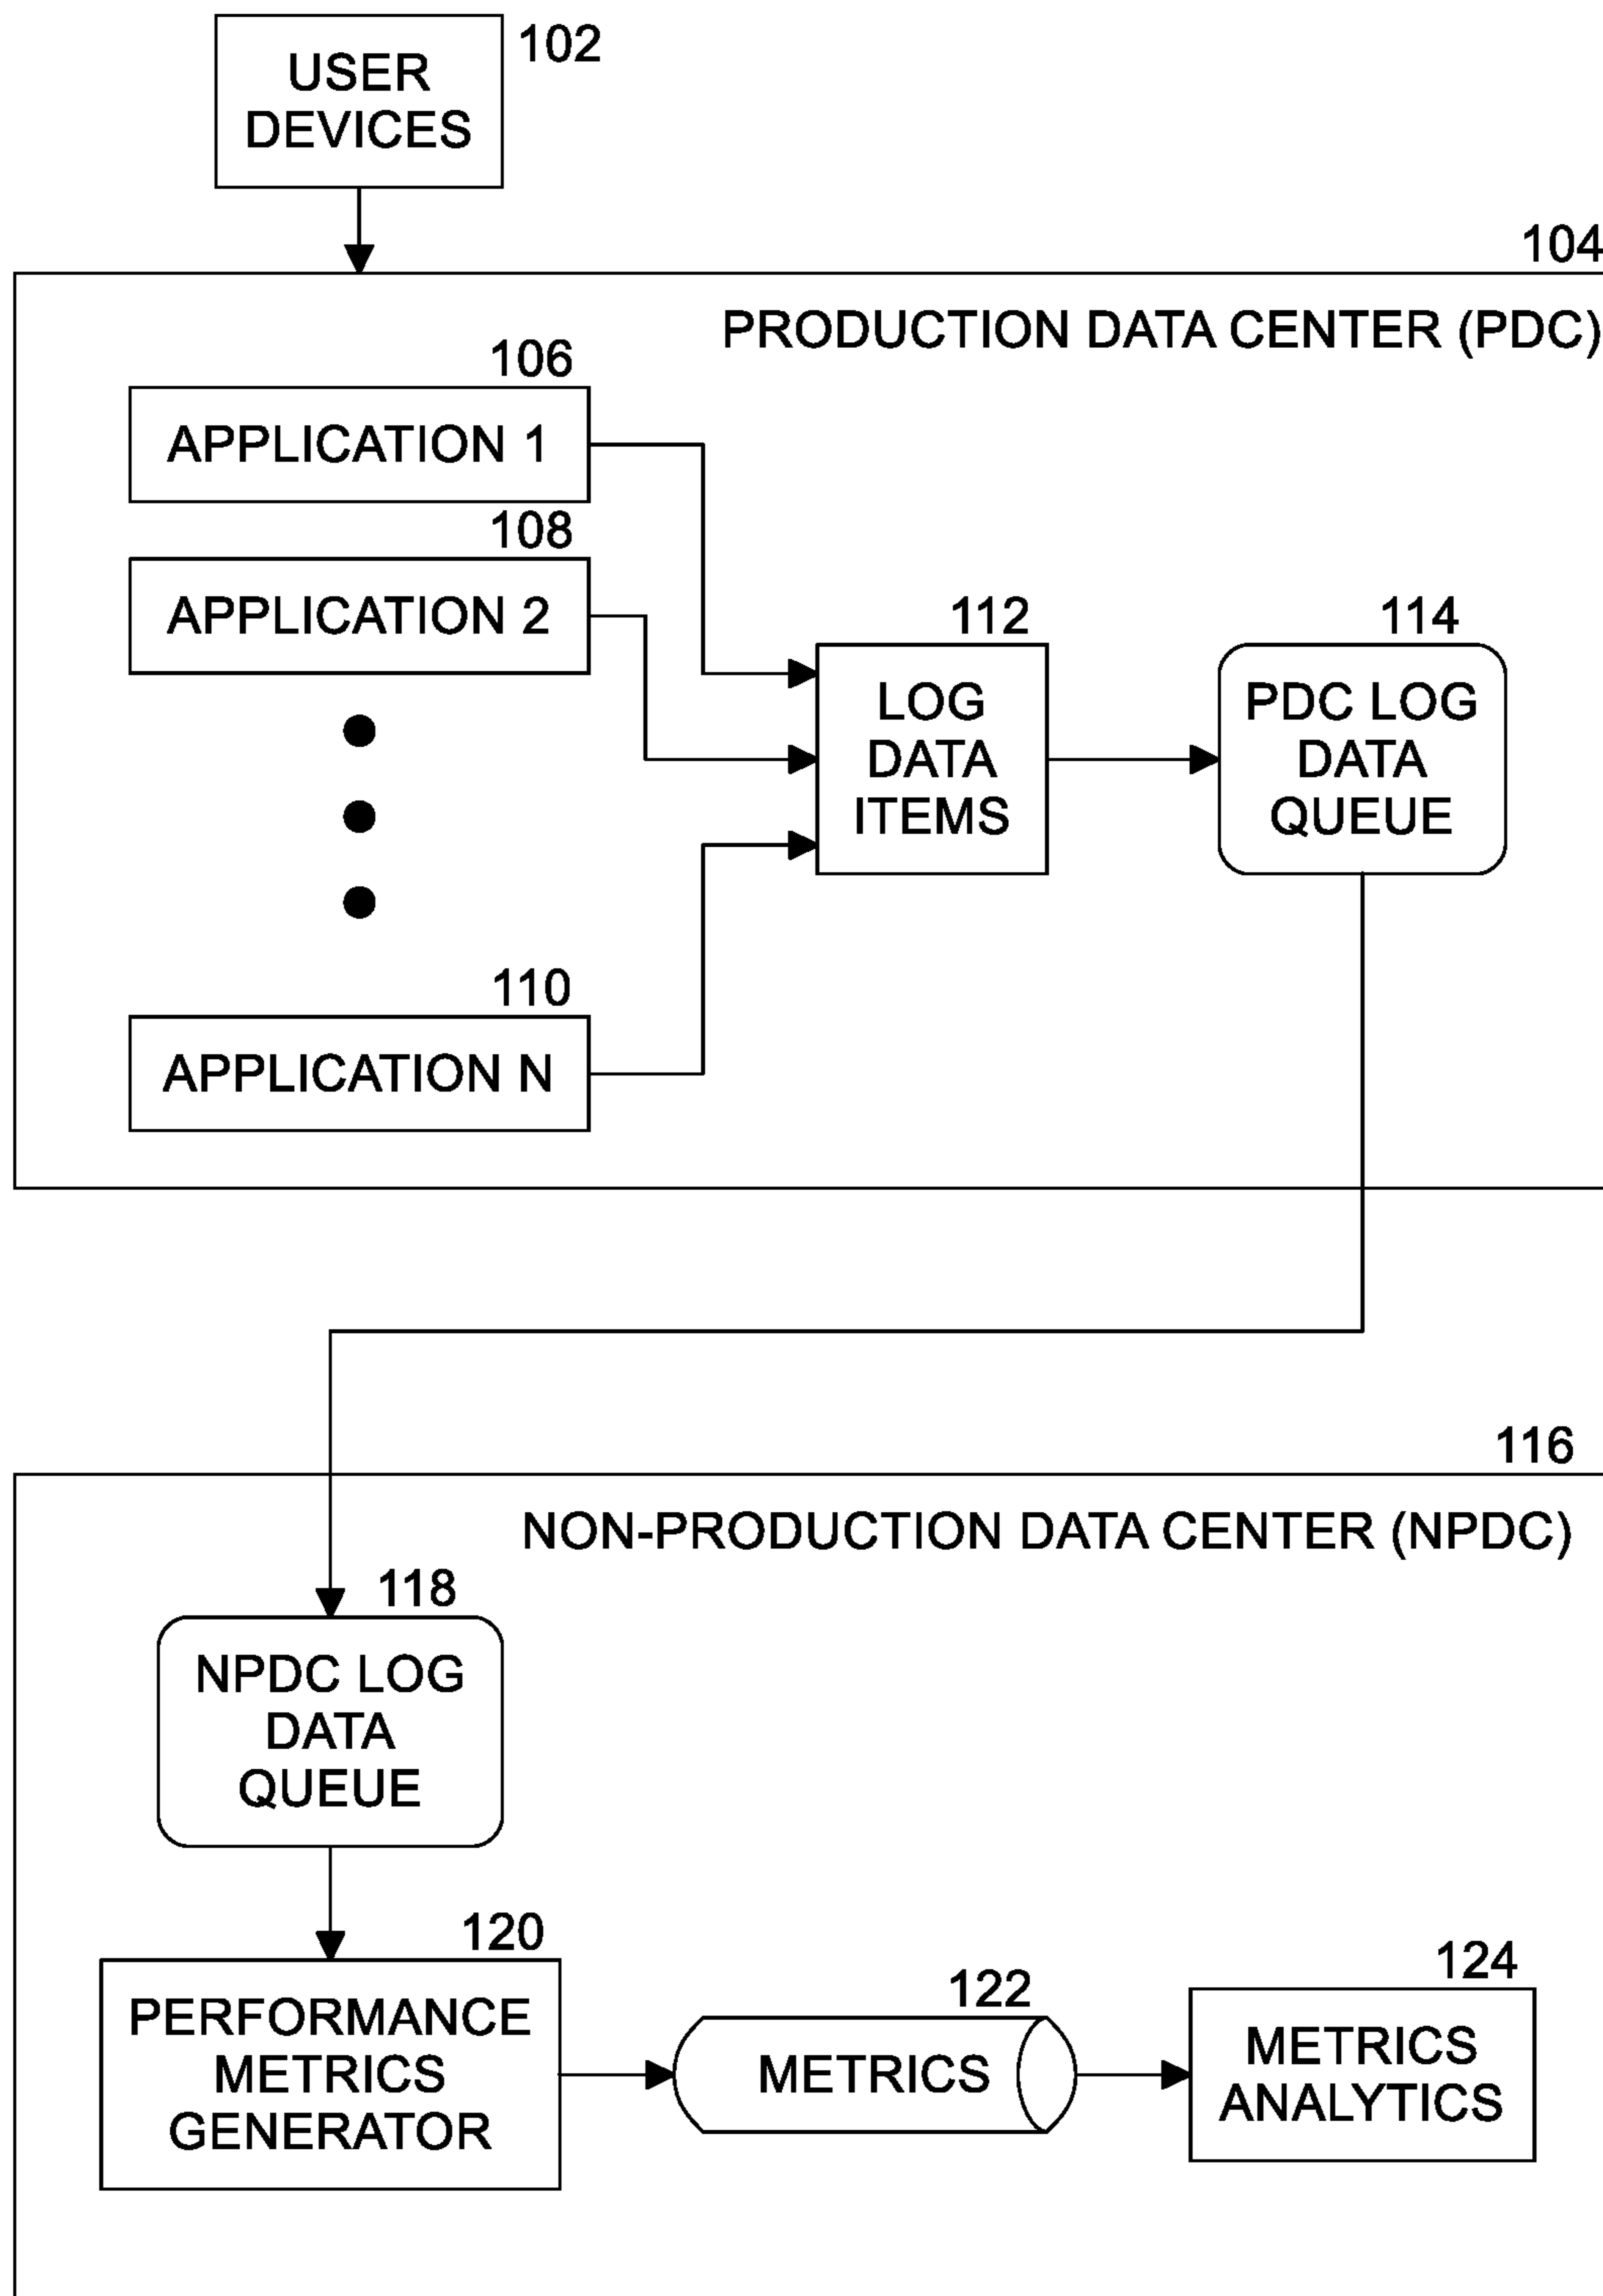 USER
DEVICES
102
104
PRODUCTION DATA CENTER (PDC)
106
APPLICATION 1
108
APPLICATION 2
112
LOG
DATA
ITEMS
114
PDC LOG
DATA
QUEUE
110
APPLICATION N
116
NON-PRODUCTION DATA CENTER (NPDC)
118
NPDC LOG
DATA
QUEUE
120
PERFORMANCE
METRICS
GENERATOR
122
METRICS
124
METRICS
ANALYTICS